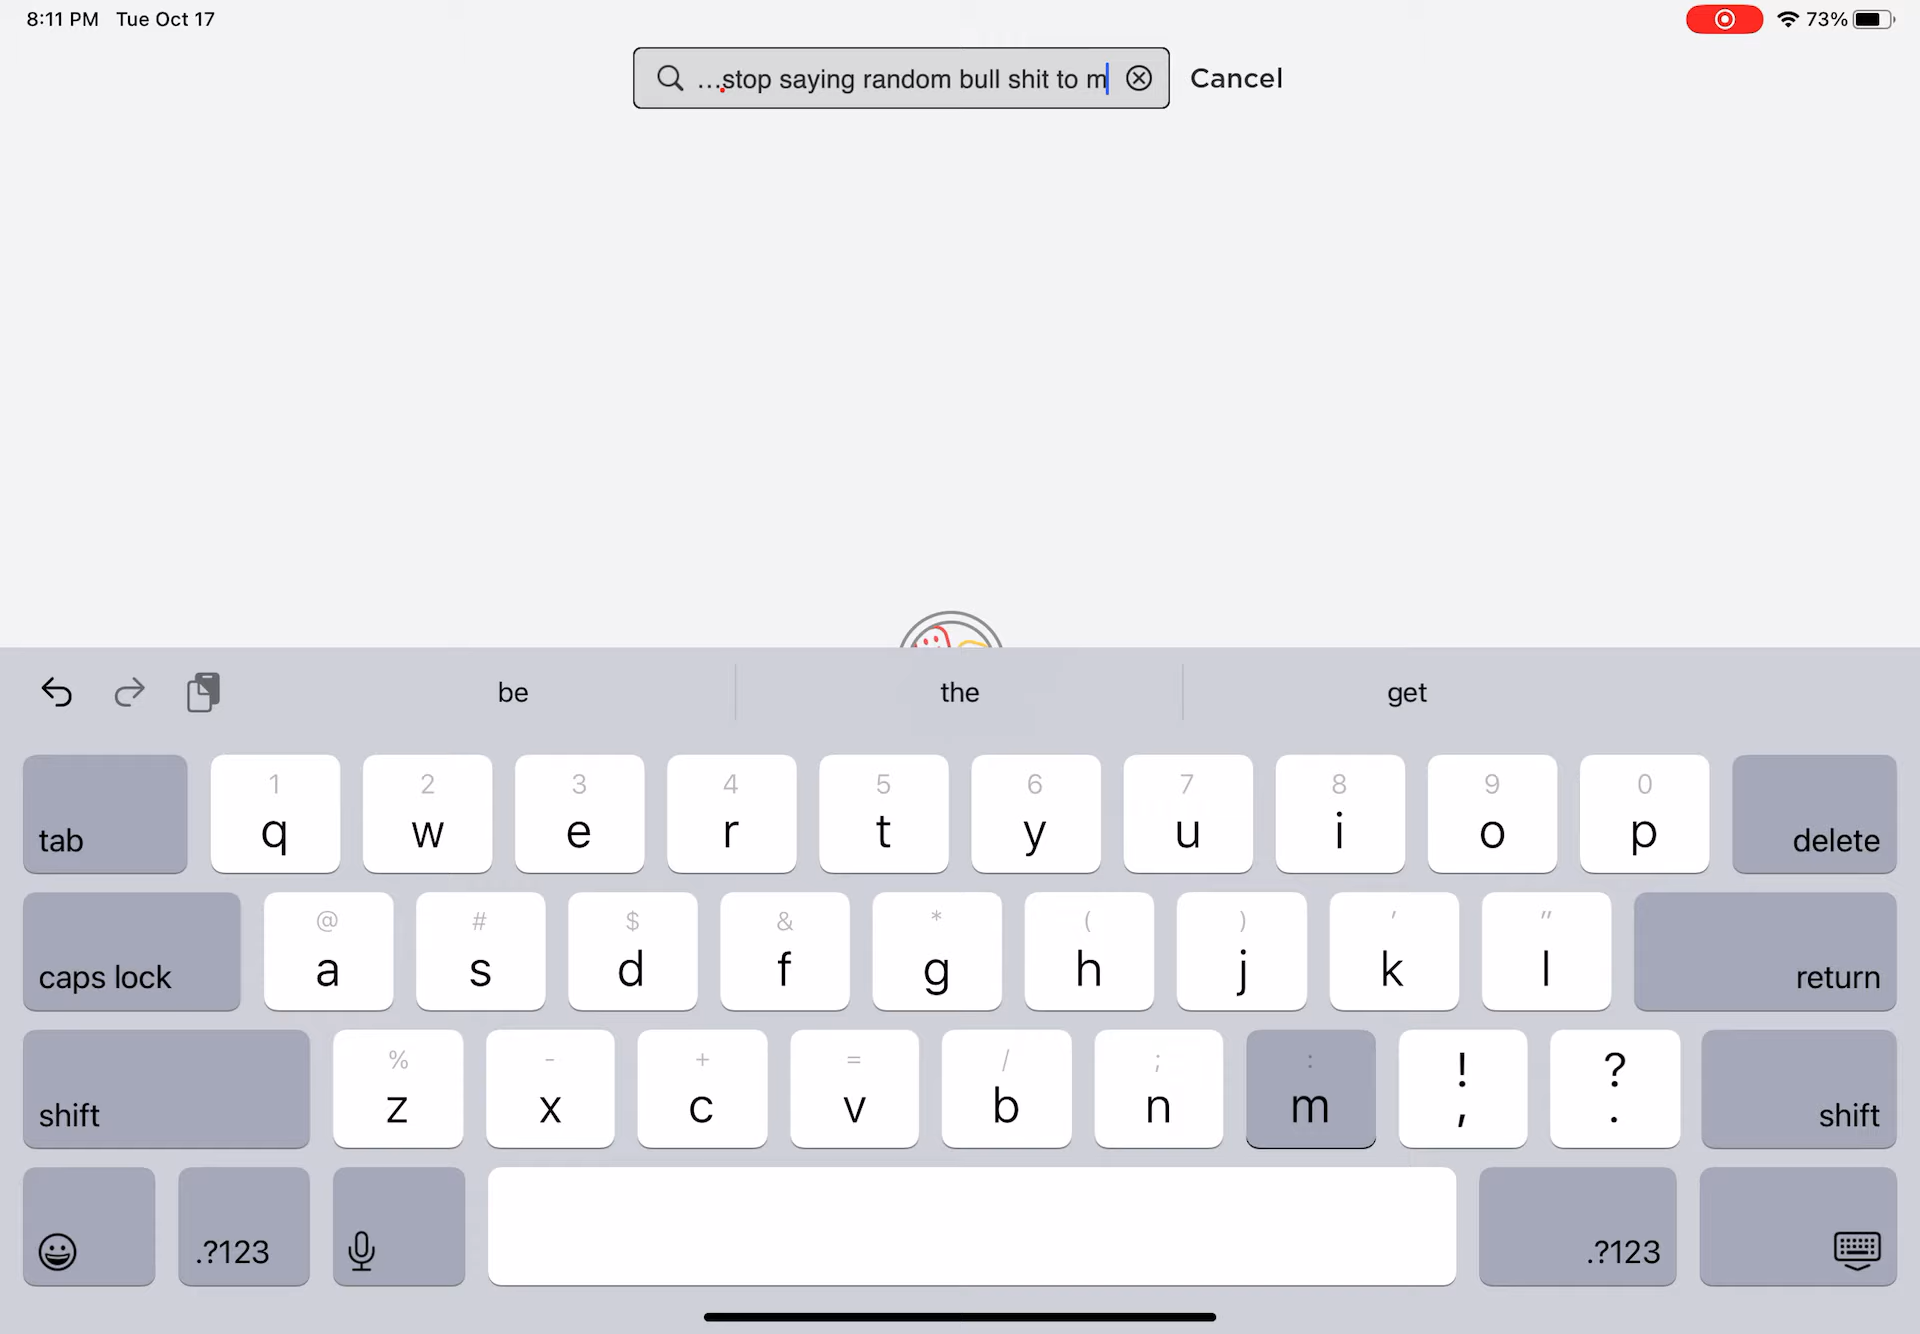 8:11 PM Tue Oct 17 73%
...stop saying random bull shit to m Cancel
be the get
1 2 3 4 5 6 7 8 9 0
tab q w e r t y u i o p delete
@ # $ & * ( ) ' "
caps lock a s d f g h j k l return
% - + = / ; : ! ?
shift z x c v b n m , . shift
.?123 .?123